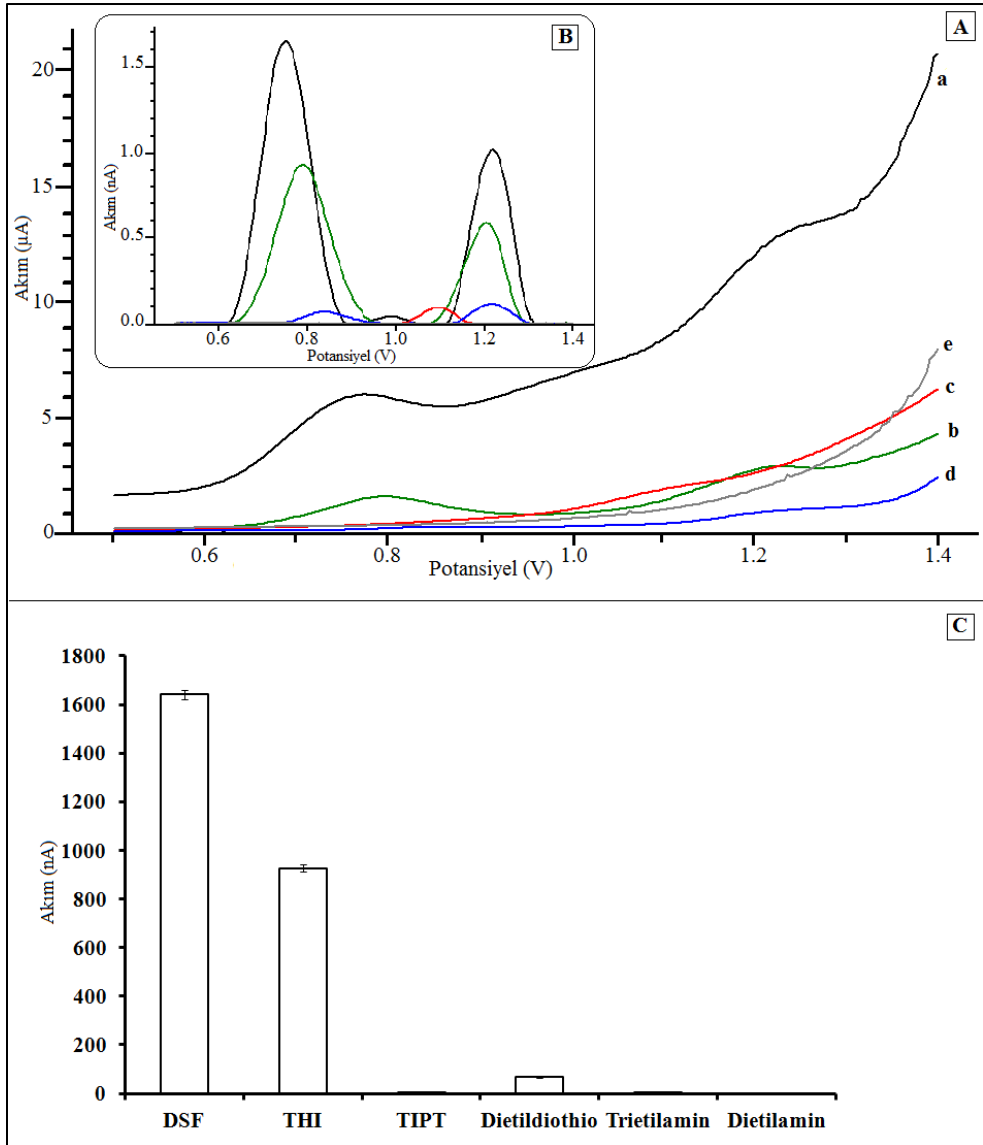 A
B
20
15
10
5
0
Akım (µA)
a
e
c
b
d
0.6 0.8 1.0 1.2 1.4
Potansiyel (V)
1.5
1.0
0.5
0.0
Akım (nA)
0.6 0.8 1.0 1.2 1.4
Potansiyel (V)
C
1800
1600
1400
1200
1000
800
600
400
200
0
Akım (nA)
DSF THI TIPT Dietildiothio Trietilamin Dietilamin